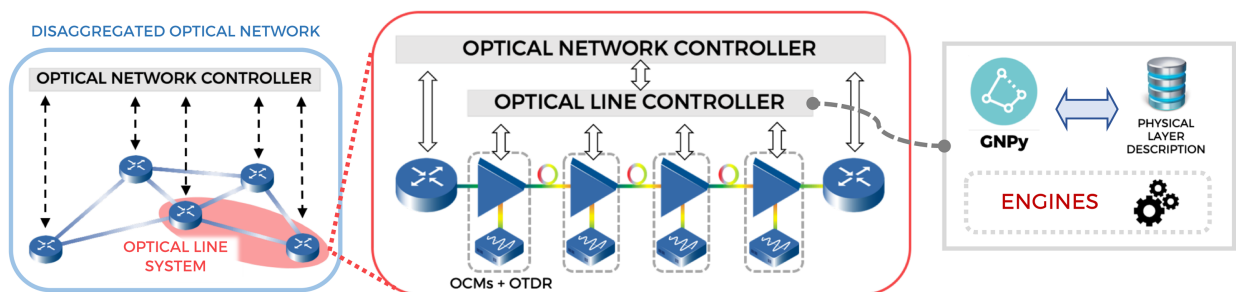 DISAGGREGATED OPTICAL NETWORK
OPTICAL NETWORK CONTROLLER
OPTICAL LINE
SYSTEM
OPTICAL NETWORK CONTROLLER
OPTICAL LINE CONTROLLER
OCMs + OTDR
GNPy
PHYSICAL
LAYER
DESCRIPTION
ENGINES